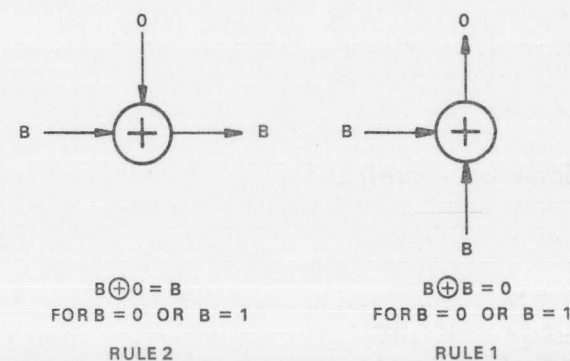 0
0
B
B
B
B
B⊕0 = B
B⊕B = 0
FOR B = 0 OR B = 1
FOR B = 0 OR B = 1
RULE 2
RULE 1